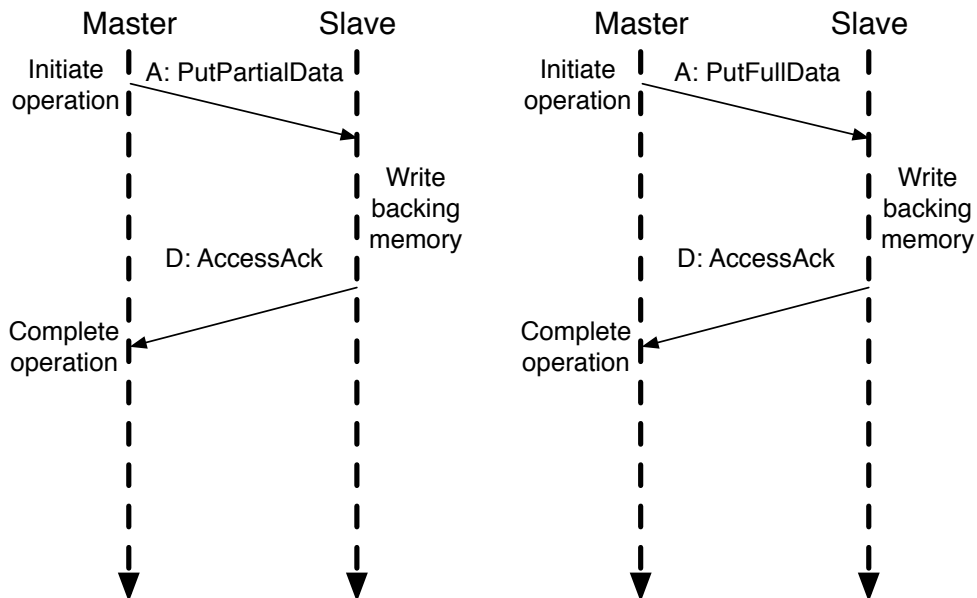 Master
Slave
Initiate
operation
A: PutPartialData
Write
backing
memory
D: AccessAck
Complete
operation
Master
Slave
Initiate
operation
A: PutFullData
Write
backing
memory
D: AccessAck
Complete
operation